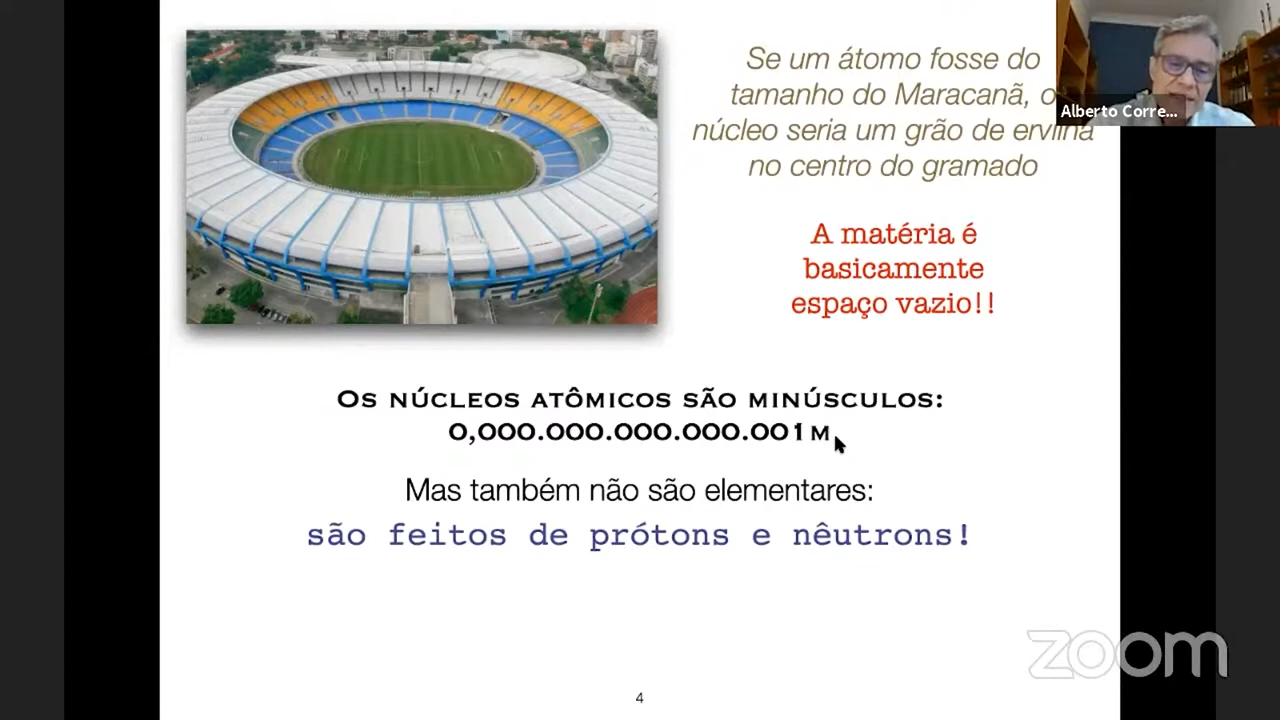 Se um átomo fosse do
tamanho do Maracanã, o
núcleo seria um grão de ervilha
no centro do gramado
Alberto Corre...
A matéria é
basicamente
espaço vazio!!
Os núcleos atômicos são minúsculos:
0,000.000.000.000.001m
Mas também não são elementares:
são feitos de prótons e nêutrons!
zoom
4